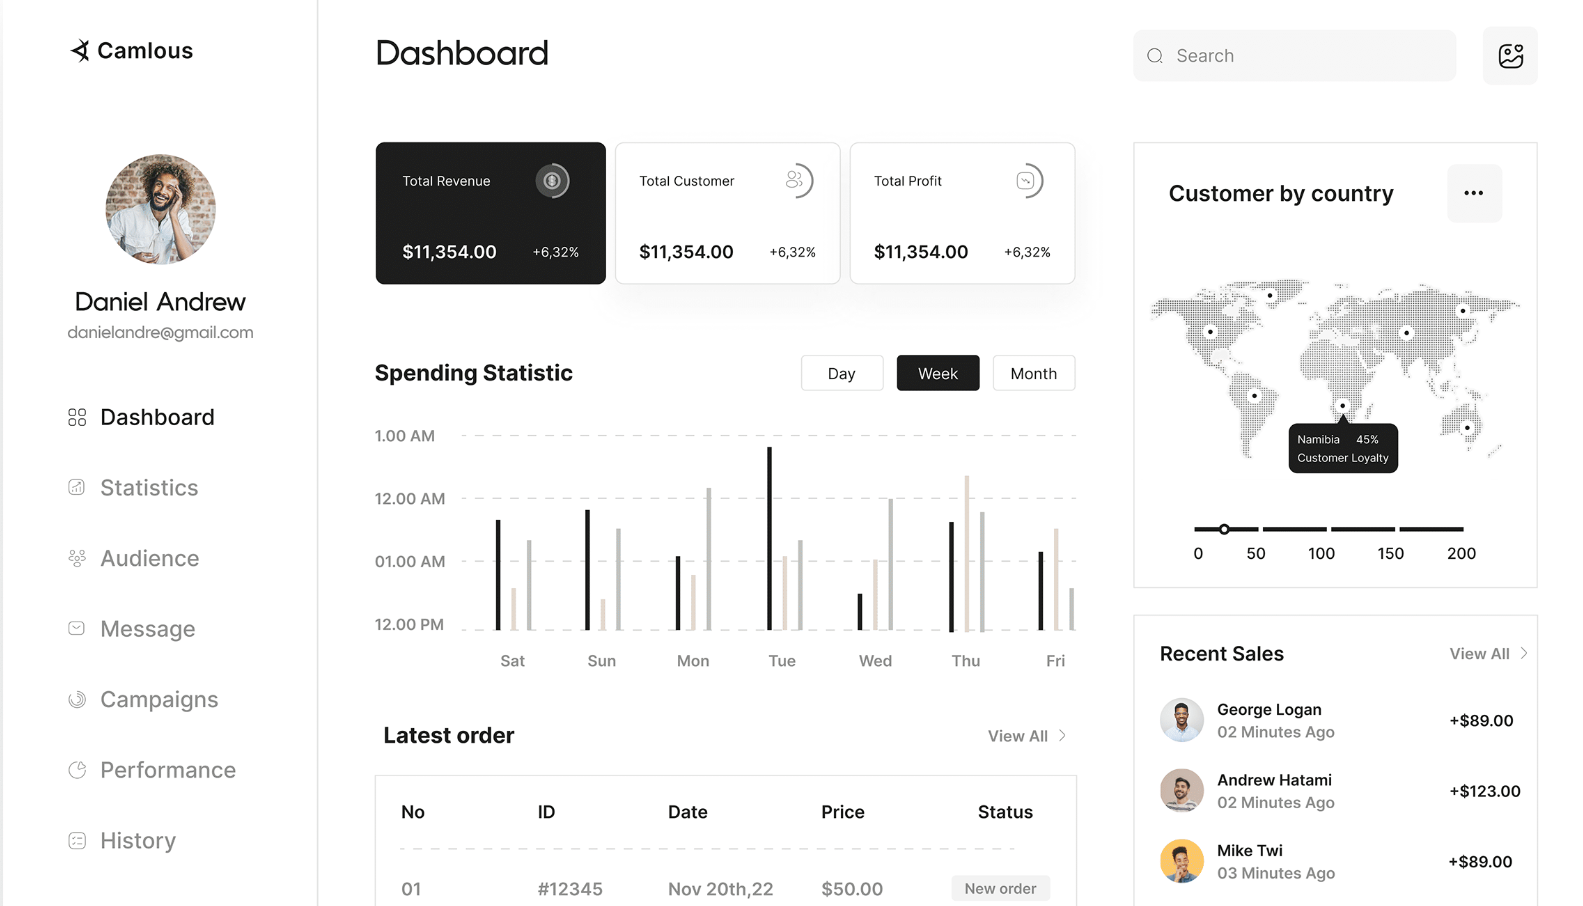 Camlous
Daniel Andrew
danielandre@gmail.com
Dashboard
Statistics
Audience
Message
Campaigns
Performance
History
Dashboard
Search
Total Revenue
$11,354.00 +6,32%
Total Customer
$11,354.00 +6,32%
Total Profit
$11,354.00 +6,32%
Spending Statistic
Day Week Month
1.00 AM
12.00 AM
01.00 AM
12.00 PM
Sat Sun Mon Tue Wed Thu Fri
Latest order
View All
No ID Date Price Status
01 #12345 Nov 20th,22 $50.00 New order
Customer by country
Namibia 45%
Customer Loyalty
0 50 100 150 200
Recent Sales
View All
George Logan
02 Minutes Ago
+$89.00
Andrew Hatami
02 Minutes Ago
+$123.00
Mike Twi
03 Minutes Ago
+$89.00